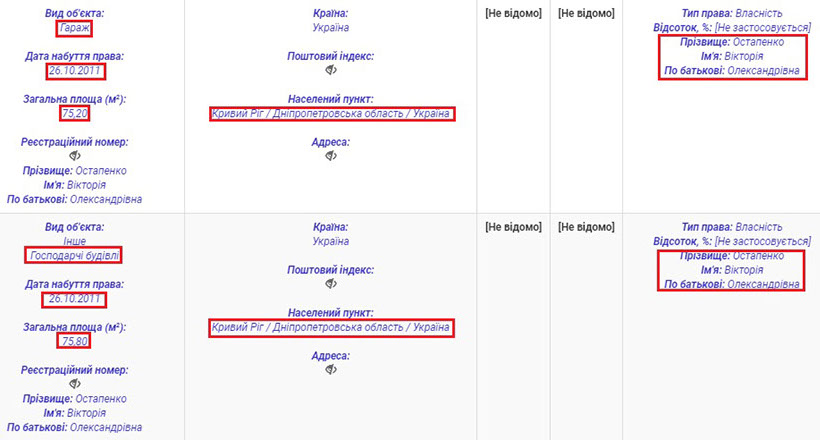 Вид об'єкта:
Гараж
Дата набуття права:
26.10.2011
Загальна площа (м²):
75,20
Реєстраційний номер:
Прізвище: Остапенко
Ім'я: Вікторія
По батькові: Олександрівна
Країна:
Україна
Поштовий індекс:
Населений пункт:
Кривий Ріг / Дніпропетровська область / Україна
Адреса:
[Не відомо]
[Не відомо]
Тип права: Власність
Відсоток, %: [Не застосовується]
Прізвище: Остапенко
Ім'я: Вікторія
По батькові: Олександрівна
Вид об'єкта:
Інше
Господарчі будівлі
Дата набуття права:
26.10.2011
Загальна площа (м²):
75,80
Реєстраційний номер:
Прізвище: Остапенко
Ім'я: Вікторія
По батькові: Олександрівна
Країна:
Україна
Поштовий індекс:
Населений пункт:
Кривий Ріг / Дніпропетровська область / Україна
Адреса:
[Не відомо]
[Не відомо]
Тип права: Власність
Відсоток, %: [Не застосовується]
Прізвище: Остапенко
Ім'я: Вікторія
По батькові: Олександрівна